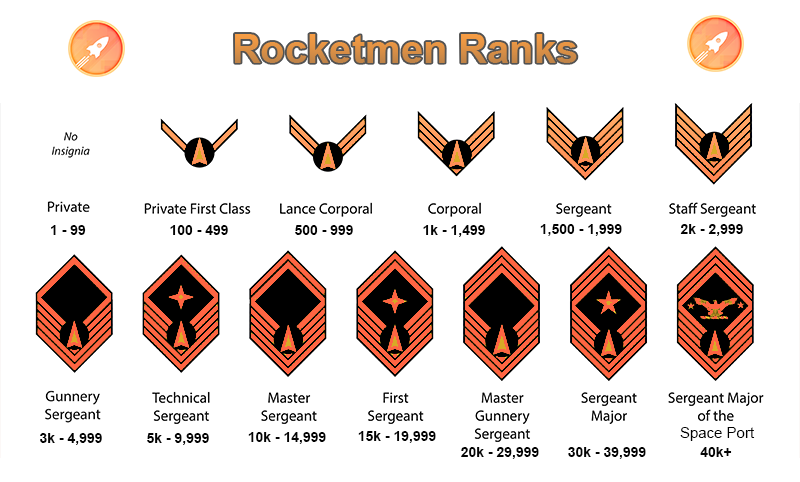 Rocketmen Ranks
No
Insignia
Private
1 - 99
Private First Class
100 - 499
Lance Corporal
500 - 999
Corporal
1k - 1,499
Sergeant
1,500 - 1,999
Staff Sergeant
2k - 2,999
Gunnery
Sergeant
3k - 4,999
Technical
Sergeant
5k - 9,999
Master
Sergeant
10k - 14,999
First
Sergeant
15k - 19,999
Master
Gunnery
Sergeant
20k - 29,999
Sergeant
Major
30k - 39,999
Sergeant Major
of the
Space Port
40k+